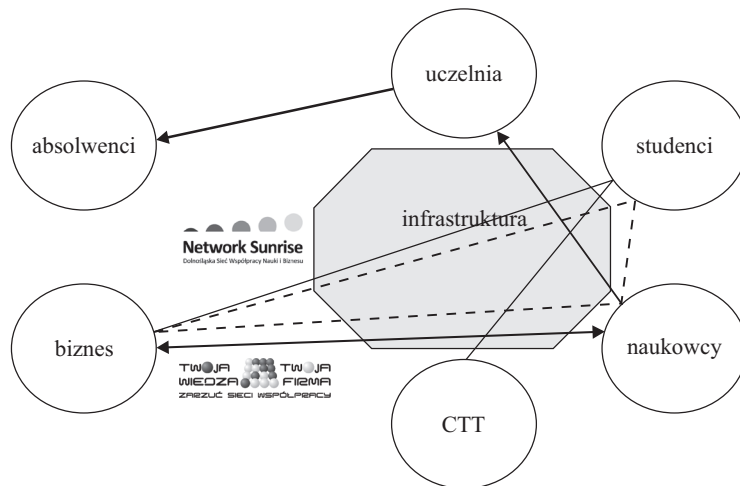 uczelnia
absolwenci
studenci
infrastruktura
Network Sunrise
Dolnośląska Sieć Współpracy Nauki i Biznesu
biznes
naukowcy
TWOJA TWOJA
WIEDZA FIRMA
ZARZUĆ SIECI WSPÓŁPRACY
CTT